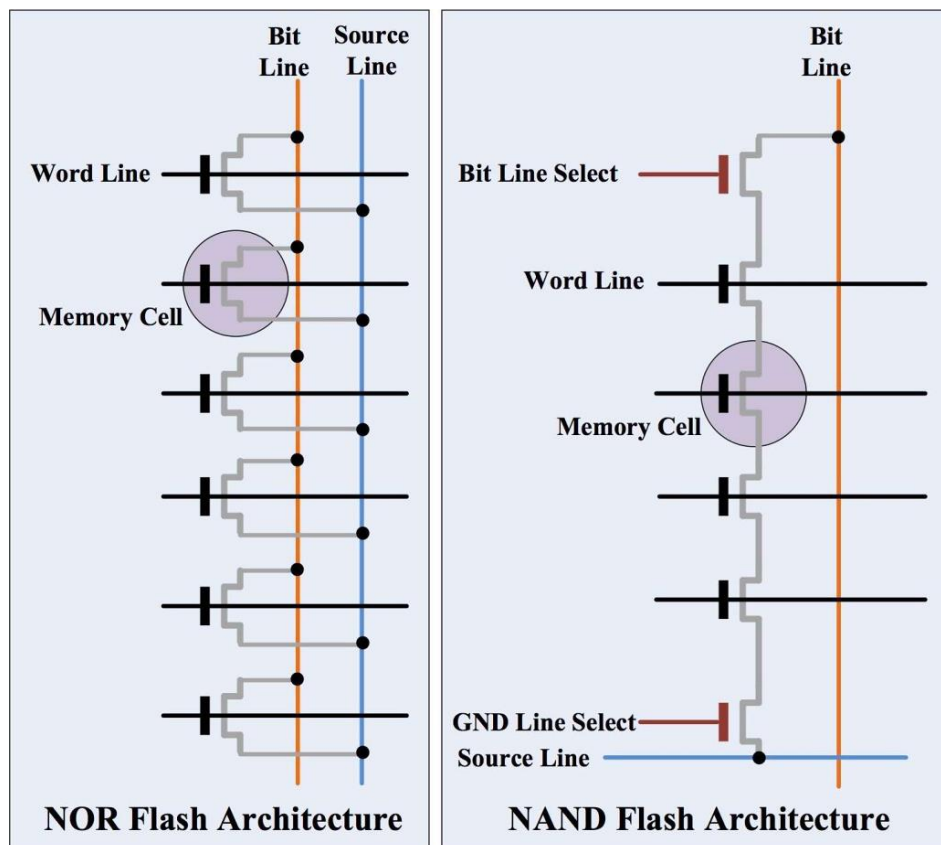 Bit
Line
Source
Line
Word Line
Memory Cell
NOR Flash Architecture
Bit
Line
Bit Line Select
Word Line
Memory Cell
GND Line Select
Source Line
NAND Flash Architecture